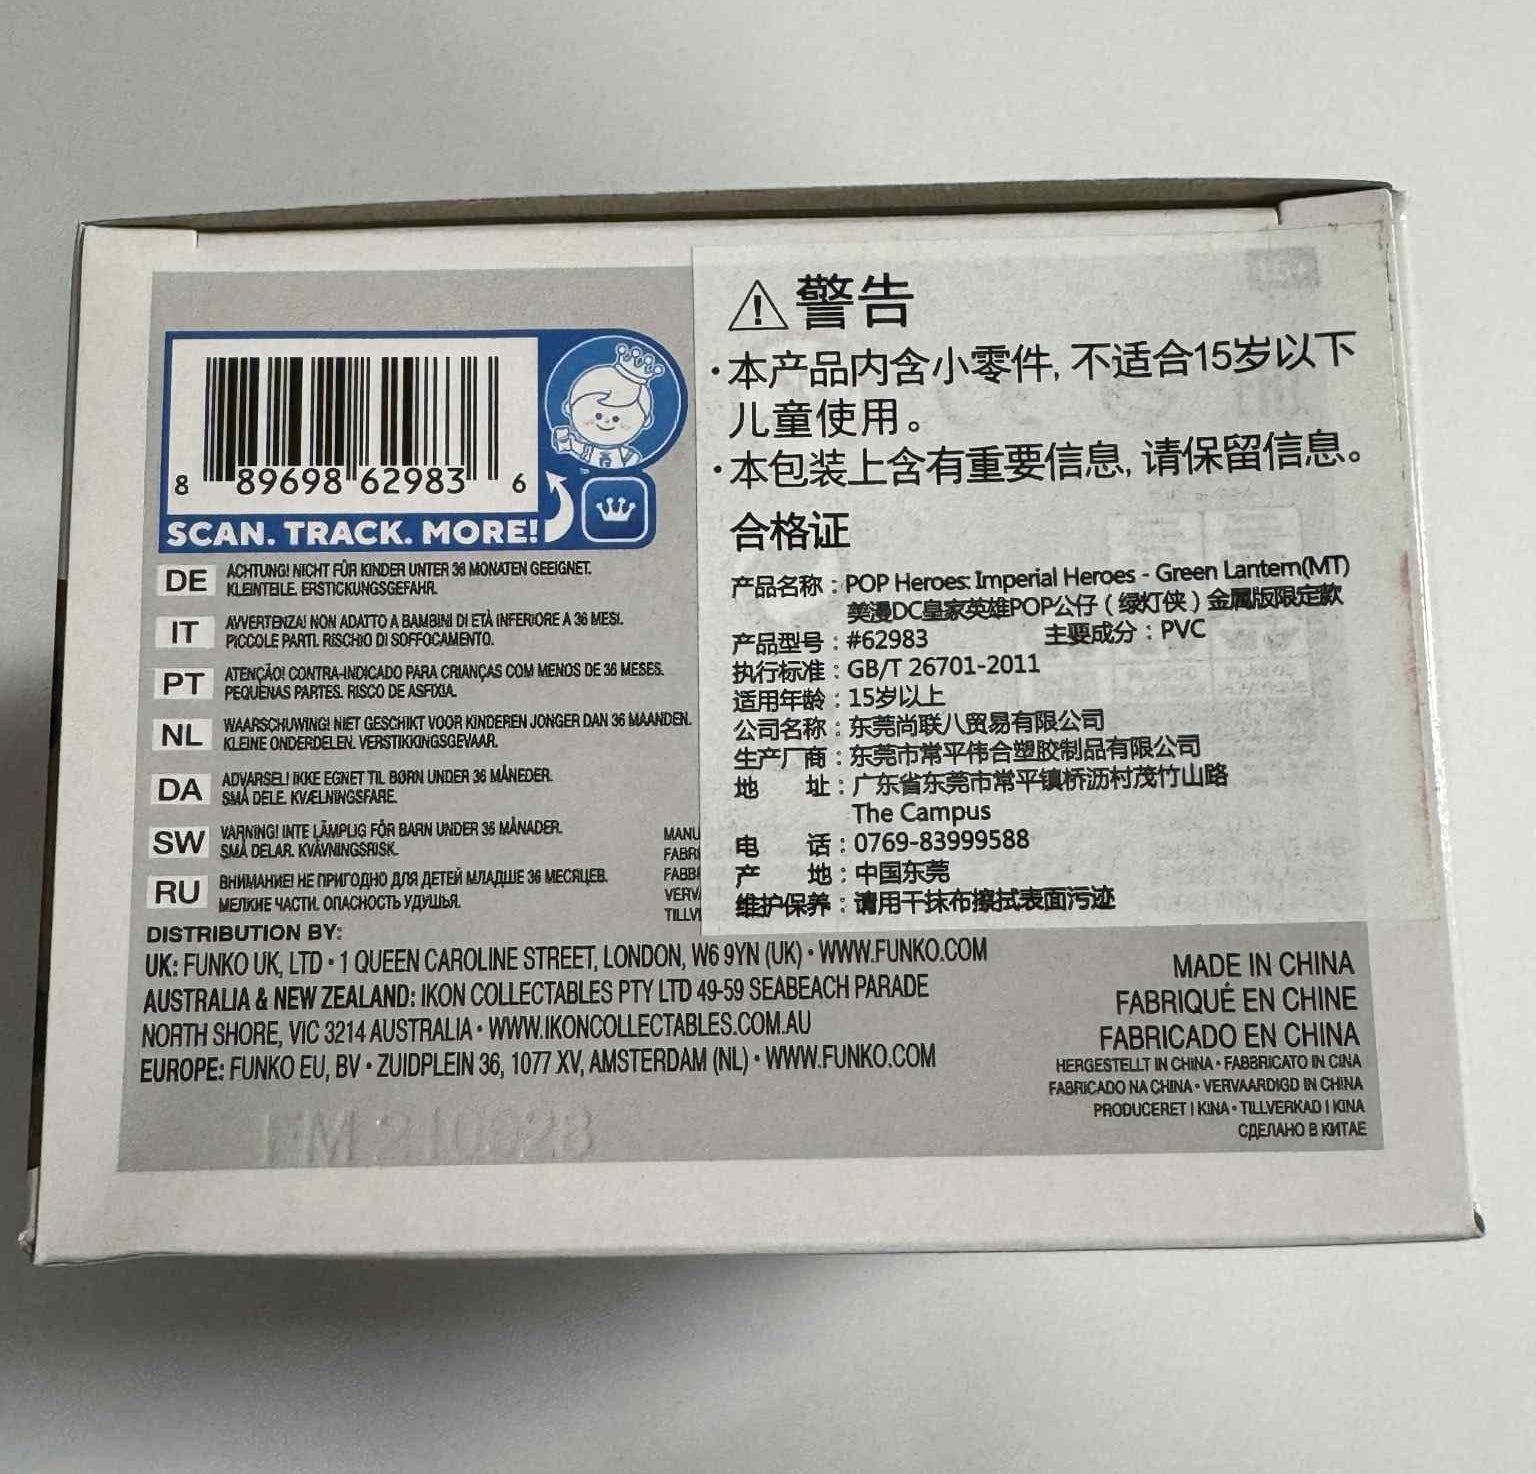 8 89698 62983 6
SCAN. TRACK. MORE!
DE ACHTUNG! NICHT FÜR KINDER UNTER 36 MONATEN GEEIGNET.
KLEINTEILE. ERSTICKUNGSGEFAHR.
IT AVVERTENZA! NON ADATTO A BAMBINI DI ETÀ INFERIORE A 36 MESI.
PICCOLE PARTI. RISCHIO DI SOFFOCAMENTO.
PT ATENÇÃO! CONTRA-INDICADO PARA CRIANÇAS COM MENOS DE 36 MESES.
PEQUENAS PARTES. RISCO DE ASFIXIA.
NL WAARSCHUWING! NIET GESCHIKT VOOR KINDEREN JONGER DAN 36 MAANDEN.
KLEINE ONDERDELEN. VERSTIKKINGSGEVAAR.
DA ADVARSEL! IKKE EGNET TIL BØRN UNDER 36 MÅNEDER.
SMÅ DELE. KVÆLNINGSFARE.
SW VARNING! INTE LÄMPLIG FÖR BARN UNDER 36 MÅNADER.
SMÅ DELAR. KVÄVNINGSRISK.
RU ВНИМАНИЕ! НЕ ПРИГОДНО ДЛЯ ДЕТЕЙ МЛАДШЕ 36 МЕСЯЦЕВ.
МЕЛКИЕ ЧАСТИ. ОПАСНОСТЬ УДУШЬЯ.
MANU
FABRI
FABBR
VERVA
TILLV
警告
·本产品内含小零件, 不适合15岁以下
儿童使用。
·本包装上含有重要信息, 请保留信息。
合格证
产品名称：POP Heroes: Imperial Heroes - Green Lantern(MT)
美漫DC皇家英雄POP公仔（绿灯侠）金属版限定款
产品型号：#62983 主要成分：PVC
执行标准：GB/T 26701-2011
适用年龄：15岁以上
公司名称：东莞尚联八贸易有限公司
生产厂商：东莞市常平伟合塑胶制品有限公司
地 址：广东省东莞市常平镇桥沥村茂竹山路
The Campus
电 话：0769-83999588
产 地：中国东莞
维护保养：请用干抹布擦拭表面污迹
DISTRIBUTION BY:
UK: FUNKO UK, LTD • 1 QUEEN CAROLINE STREET, LONDON, W6 9YN (UK) • WWW.FUNKO.COM
AUSTRALIA & NEW ZEALAND: IKON COLLECTABLES PTY LTD 49-59 SEABEACH PARADE
NORTH SHORE, VIC 3214 AUSTRALIA • WWW.IKONCOLLECTABLES.COM.AU
EUROPE: FUNKO EU, BV • ZUIDPLEIN 36, 1077 XV, AMSTERDAM (NL) • WWW.FUNKO.COM
MADE IN CHINA
FABRIQUÉ EN CHINE
FABRICADO EN CHINA
HERGESTELLT IN CHINA • FABBRICATO IN CINA
FABRICADO NA CHINA • VERVAARDIGD IN CHINA
PRODUCERET I KINA • TILLVERKAD I KINA
СДЕЛАНО В КИТАЕ